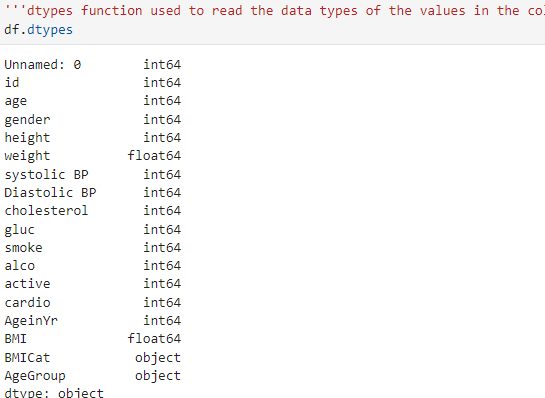 '''dtypes function used to read the data types of the values in the
df.dtypes
Unnamed: 0 int64
id int64
age int64
gender int64
height int64
weight float64
systolic BP int64
Diastolic BP int64
cholesterol int64
gluc int64
smoke int64
alco int64
active int64
cardio int64
AgeinYr int64
BMI float64
BMICat object
AgeGroup object
dtype: object